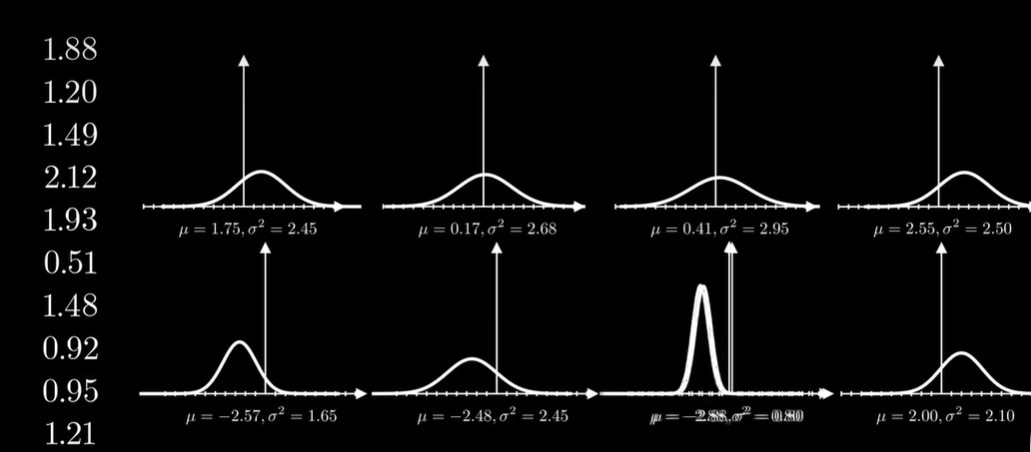 1.88
1.20
1.49
2.12
1.93
0.51
1.48
0.92
0.95
1.21
μ = 1.75, σ² = 2.45
μ = 0.17, σ² = 2.68
μ = 0.41, σ² = 2.95
μ = 2.55, σ² = 2.50
μ = −2.57, σ² = 1.65
μ = −2.48, σ² = 2.45
μ = 2.00, σ² = 2.10